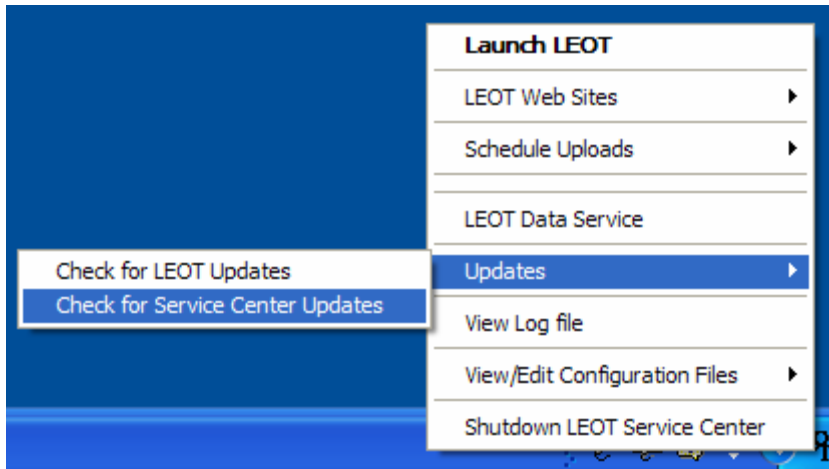 Launch LEOT
LEOT Web Sites
Schedule Uploads
LEOT Data Service
Updates
Check for LEOT Updates
Check for Service Center Updates
View Log file
View/Edit Configuration Files
Shutdown LEOT Service Center